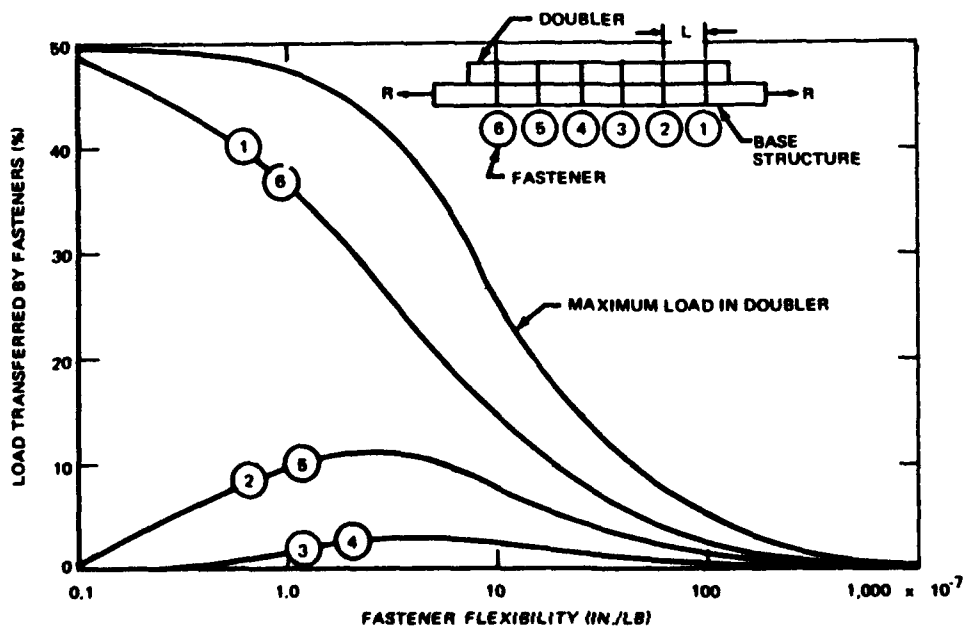 LOAD TRANSFERRED BY FASTENERS (%)
50
40
30
20
10
0
DOUBLER
L
R
R
6 5 4 3 2 1
BASE
STRUCTURE
FASTENER
1
6
MAXIMUM LOAD IN DOUBLER
2
5
3
4
0.1 1.0 10 100 1,000 x 10-7
FASTENER FLEXIBILITY (IN./LB)